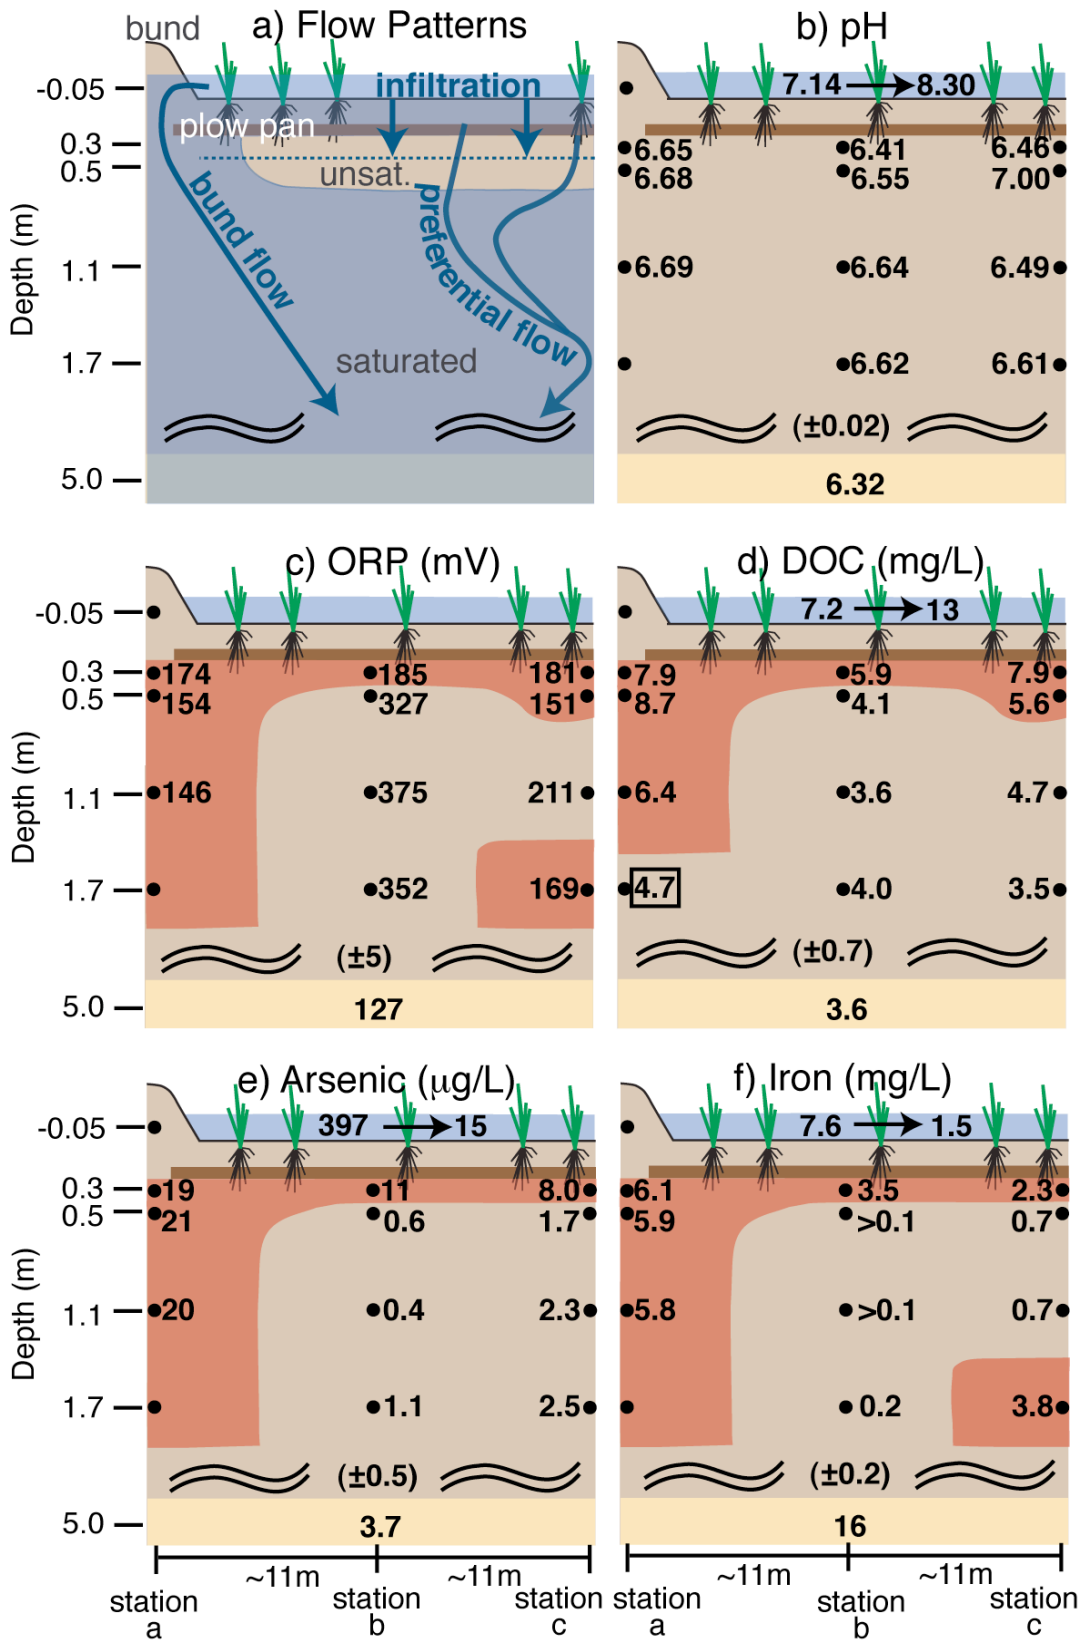 bund
a) Flow Patterns
-0.05
infiltration
plow pan
0.3
0.5
unsat.
bund flow
preferential flow
Depth (m)
1.1
1.7
saturated
5.0
b) pH
7.14 8.30
6.65 6.41 6.46
6.68 6.55 7.00
6.69 6.64 6.49
6.62 6.61
(±0.02)
6.32
c) ORP (mV)
-0.05
0.3 174 185 181
0.5 154 327 151
Depth (m)
1.1 146 375 211
1.7 352 169
(±5)
5.0 127
d) DOC (mg/L)
7.2 13
7.9 5.9 7.9
8.7 4.1 5.6
6.4 3.6 4.7
4.7 4.0 3.5
(±0.7)
3.6
e) Arsenic (µg/L)
-0.05 397 15
0.3 19 11 8.0
0.5 21 0.6 1.7
Depth (m)
1.1 20 0.4 2.3
1.7 1.1 2.5
(±0.5)
5.0 3.7
~11m ~11m
station a
station b
station c
f) Iron (mg/L)
7.6 1.5
6.1 3.5 2.3
5.9 >0.1 0.7
5.8 >0.1 0.7
0.2 3.8
(±0.2)
16
~11m ~11m
station a
station b
station c